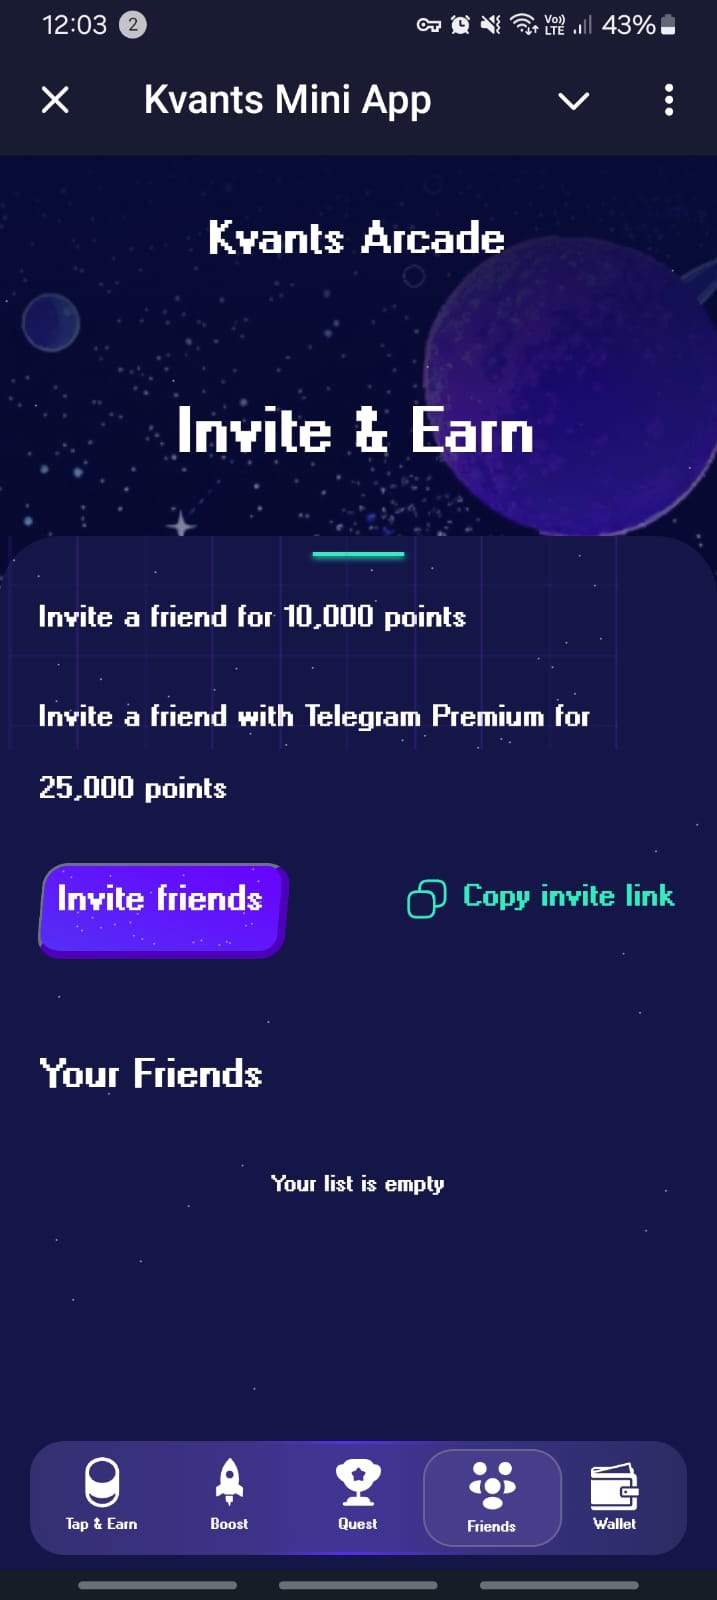 12:03 2 Vo)) LTE 43%
Kvants Mini App
Kvants Arcade
Invite & Earn
Invite a friend for 10,000 points
Invite a friend with Telegram Premium for
25,000 points
Invite friends
Copy invite link
Your Friends
Your list is empty
Tap & Earn Boost Quest Friends Wallet